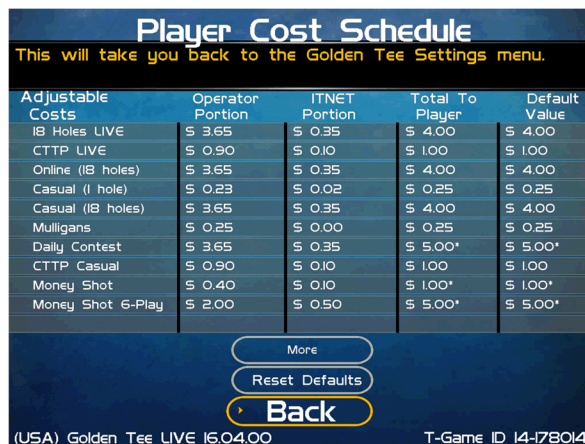 Player Cost Schedule
This will take you back to the Golden Tee Settings menu.
Adjustable Costs Operator Portion ITNET Portion Total To Player Default Value
18 Holes LIVE $ 3.65 $ 0.35 $ 4.00 $ 4.00
CTTP LIVE $ 0.90 $ 0.10 $ 1.00 $ 1.00
Online (18 holes) $ 3.65 $ 0.35 $ 4.00 $ 4.00
Casual (1 hole) $ 0.23 $ 0.02 $ 0.25 $ 0.25
Casual (18 holes) $ 3.65 $ 0.35 $ 4.00 $ 4.00
Mulligans $ 0.25 $ 0.00 $ 0.25 $ 0.25
Daily Contest $ 3.65 $ 0.35 $ 5.00* $ 5.00*
CTTP Casual $ 0.90 $ 0.10 $ 1.00 $ 1.00
Money Shot $ 0.40 $ 0.10 $ 1.00* $ 1.00*
Money Shot 6-Play $ 2.00 $ 0.50 $ 5.00* $ 5.00*
More
Reset Defaults
Back
(USA) Golden Tee LIVE 16.04.00 T-Game ID 14-178014